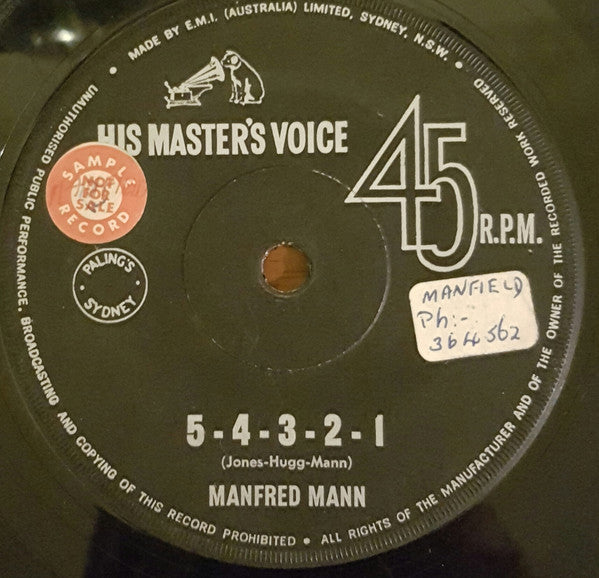 MADE BY E.M.I. (AUSTRALIA) LIMITED, SYDNEY, N.S.W.
HIS MASTER'S VOICE
45
R.P.M.
SAMPLE
NOT
FOR
SALE
RECORD
PALING'S
SYDNEY
MANFIELD
Ph:-
364562
5-4-3-2-1
(Jones-Hugg-Mann)
MANFRED MANN
UNAUTHORISED PUBLIC PERFORMANCE, BROADCASTING AND COPYING OF THIS RECORD PROHIBITED • ALL RIGHTS OF THE MANUFACTURER AND OF THE OWNER OF THE RECORDED WORK RESERVED